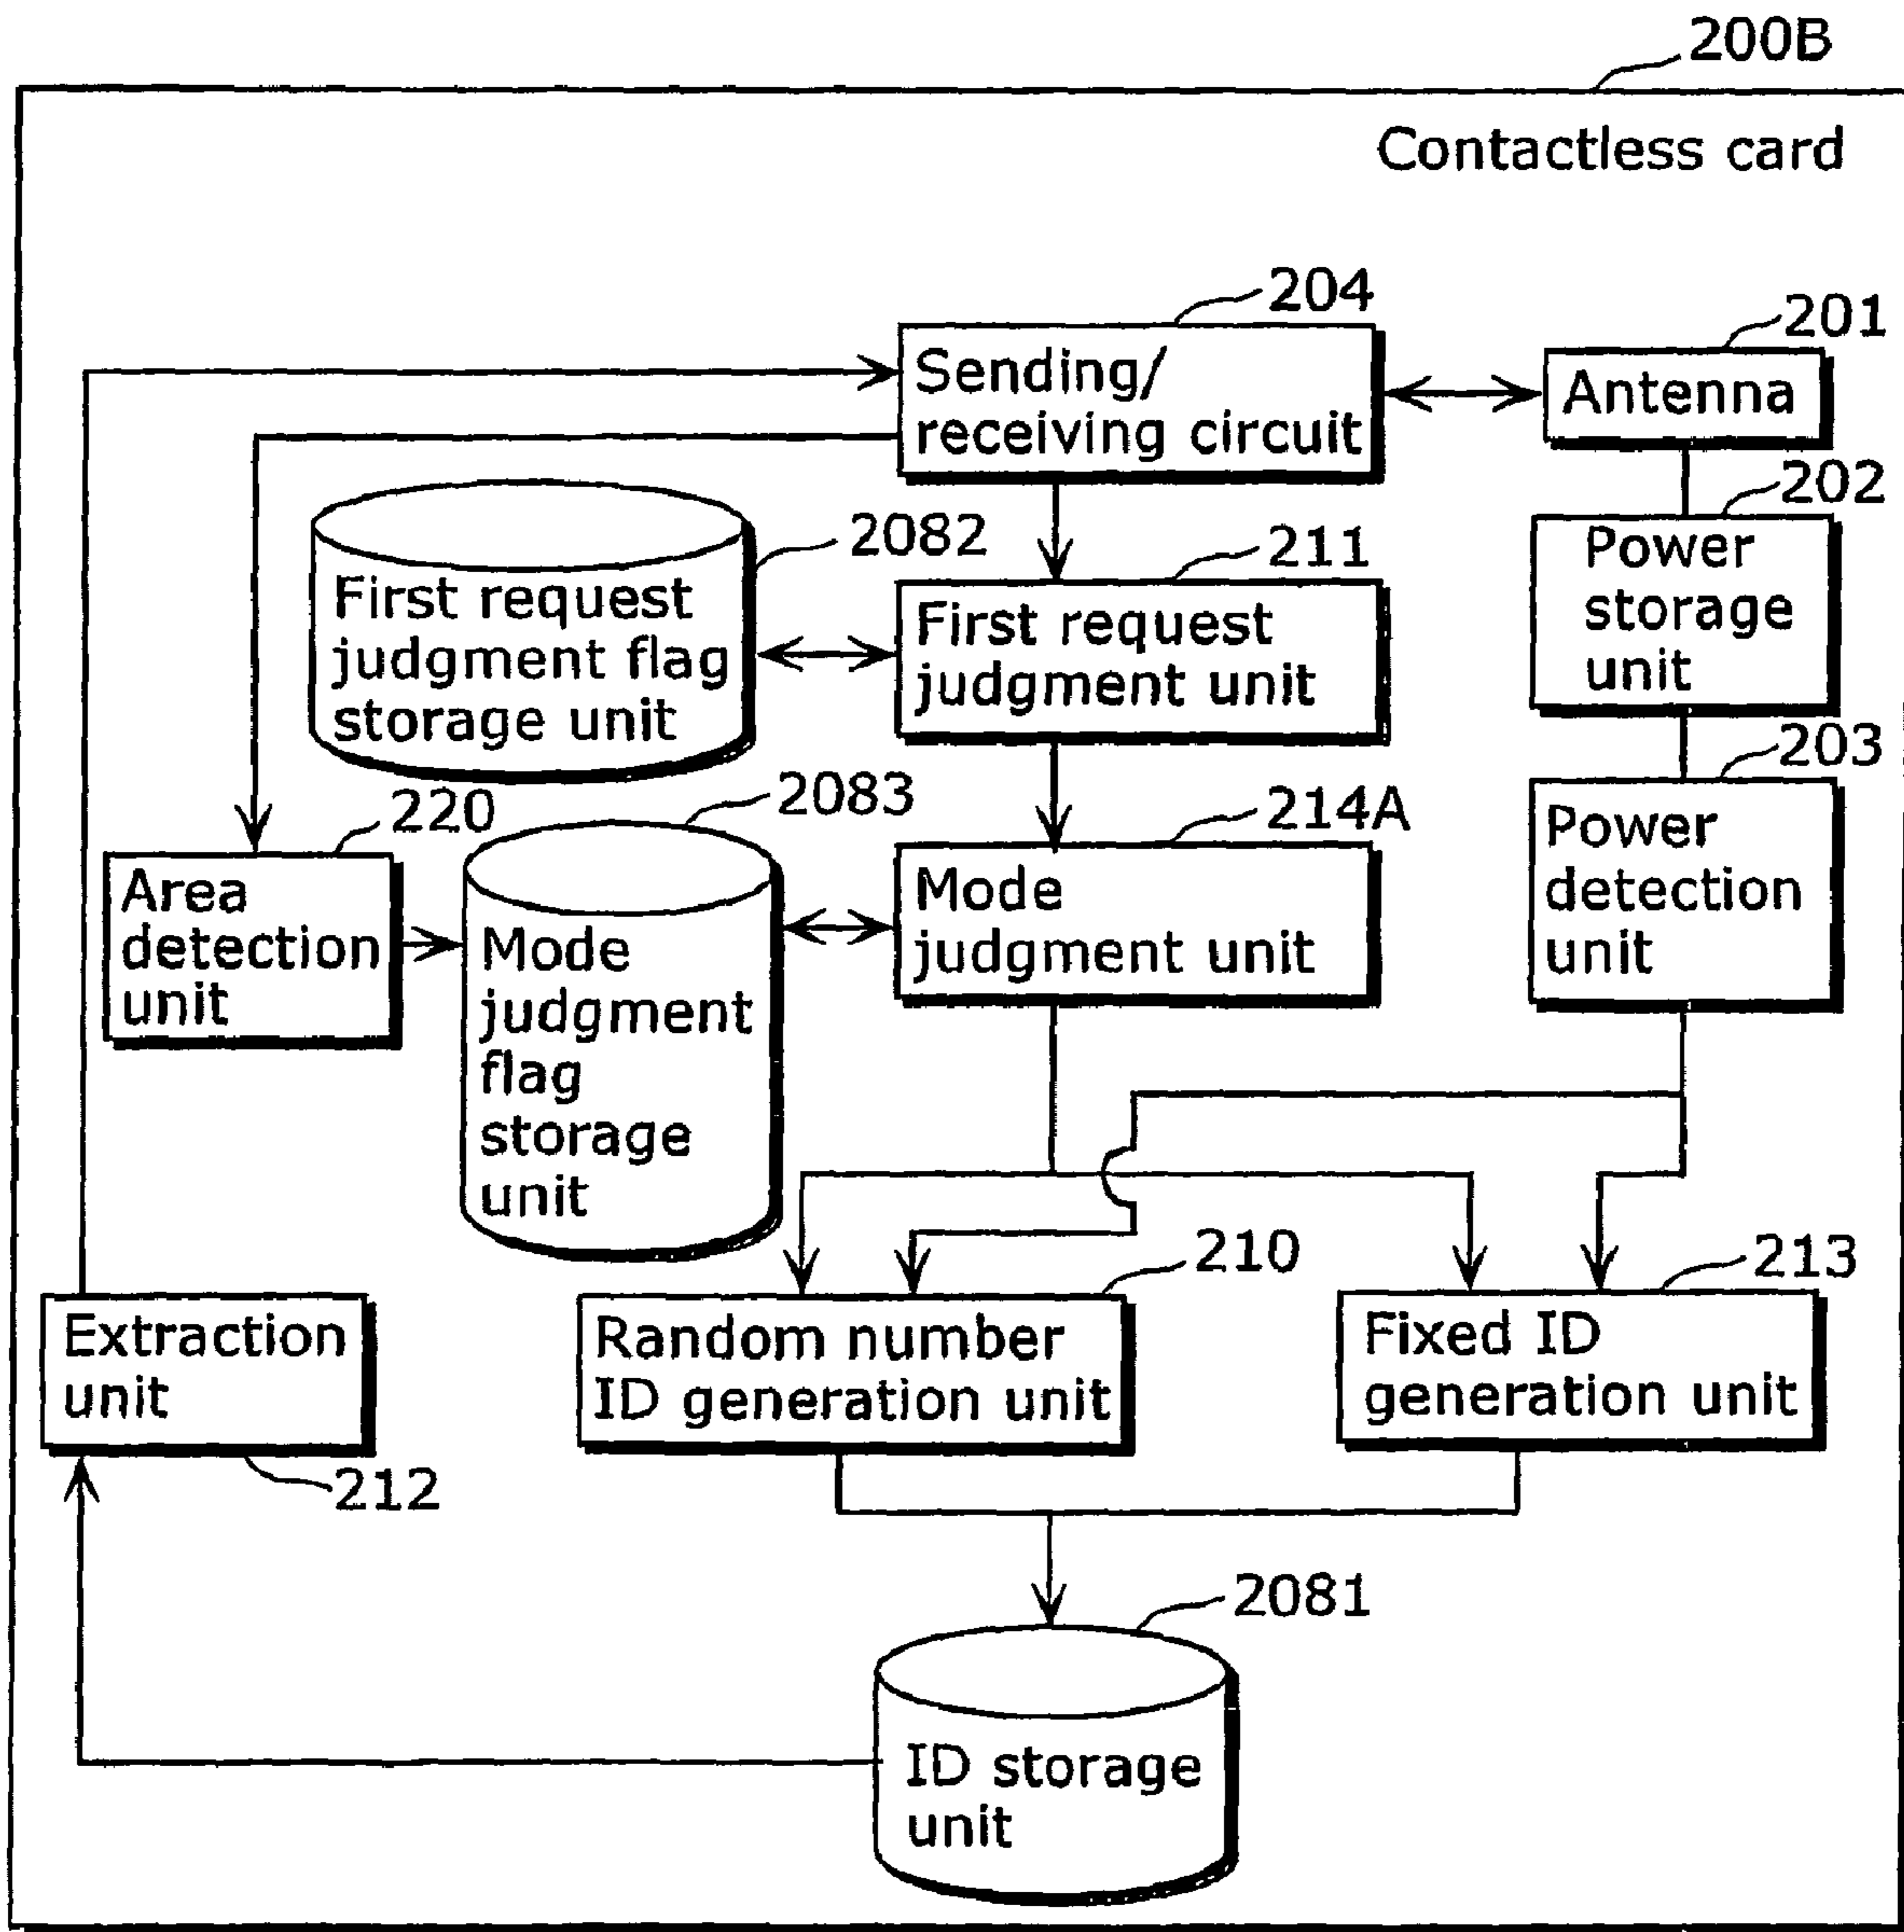 200B
Contactless card
204
Sending/
receiving circuit
201
Antenna
202
Power
storage
unit
2082
First request
judgment flag
storage unit
211
First request
judgment unit
203
Power
detection
unit
220
Area
detection
unit
2083
Mode
judgment
flag
storage
unit
214A
Mode
judgment unit
210
Random number
ID generation unit
213
Fixed ID
generation unit
Extraction
unit
212
2081
ID storage
unit